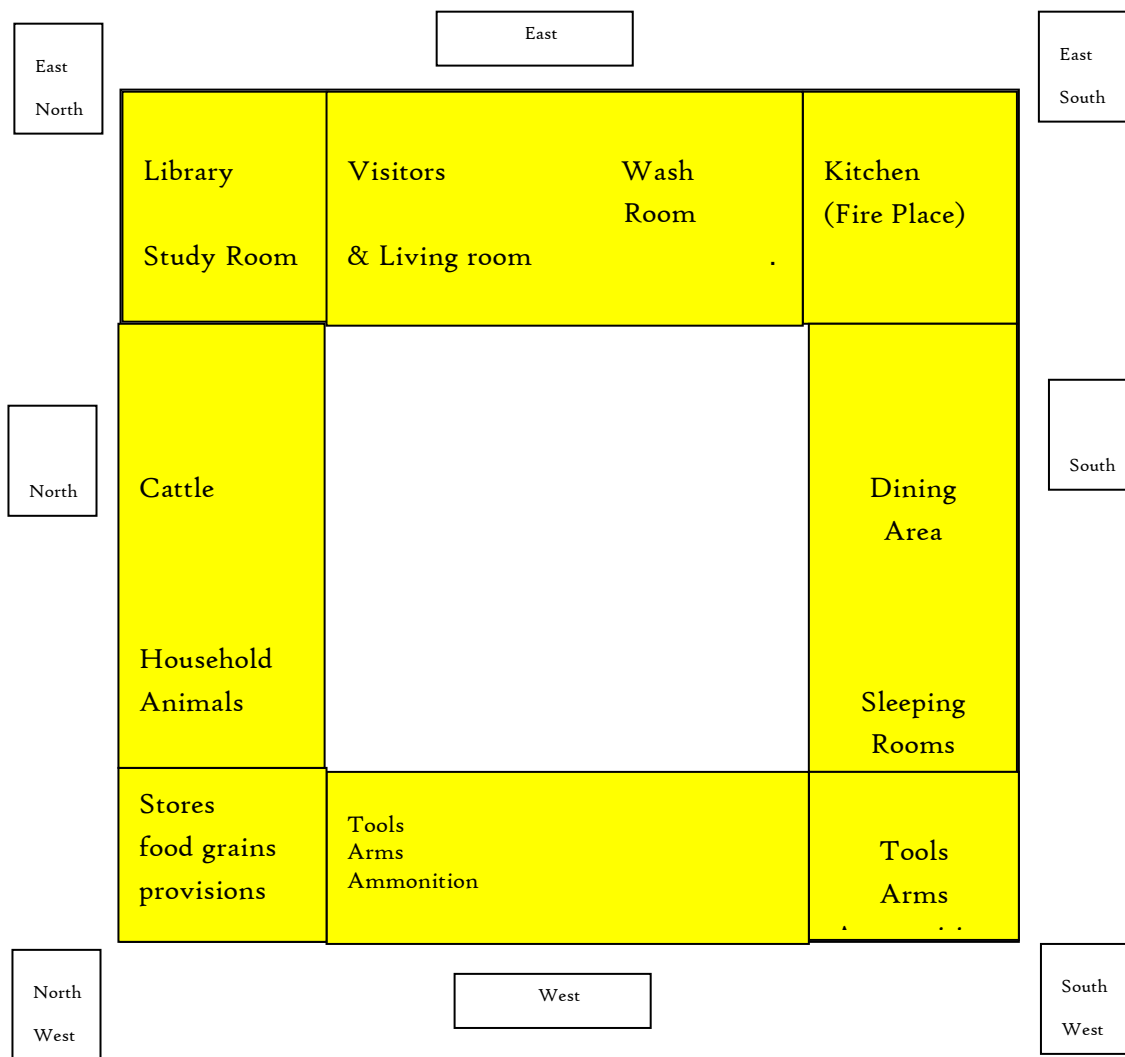 East
East
North
East
South
Library
Study Room
Visitors
& Living room
Wash
Room
.
Kitchen
(Fire Place)
North
Cattle
Household
Animals
Dining
Area
Sleeping
Rooms
South
Stores
food grains
provisions
Tools
Arms
Ammonition
Tools
Arms
North
West
West
South
West